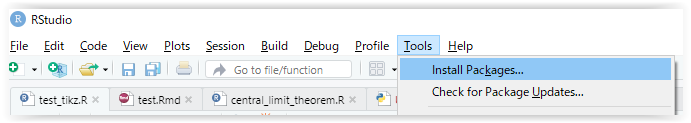 RStudio
File Edit Code View Plots Session Build Debug Profile Tools Help
Go to file/function
Install Packages...
Check for Package Updates...
test_tikz.R test.Rmd central_limit_theorem.R